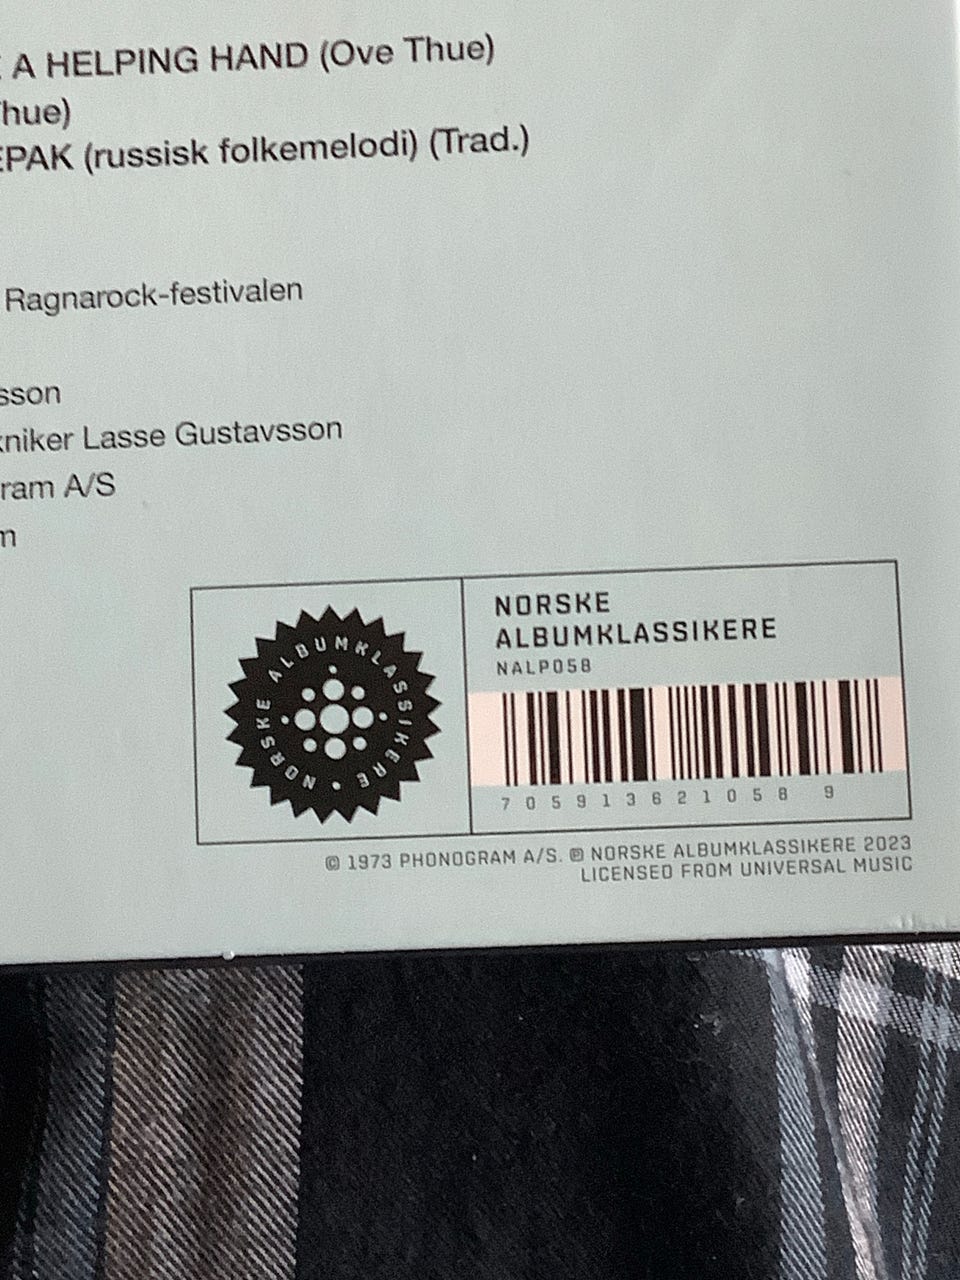 A HELPING HAND (Ove Thue)
hue)
EPAK (russisk folkemelodi) (Trad.)
Ragnarock-festivalen
sson
kniker Lasse Gustavsson
ram A/S
m
NORSKE ALBUMKLASSIKERE
NORSKE
ALBUMKLASSIKERE
NALP058
7 0 5 9 1 3 6 2 1 0 5 8 9
© 1973 PHONOGRAM A/S. ℗ NORSKE ALBUMKLASSIKERE 2023
LICENSED FROM UNIVERSAL MUSIC